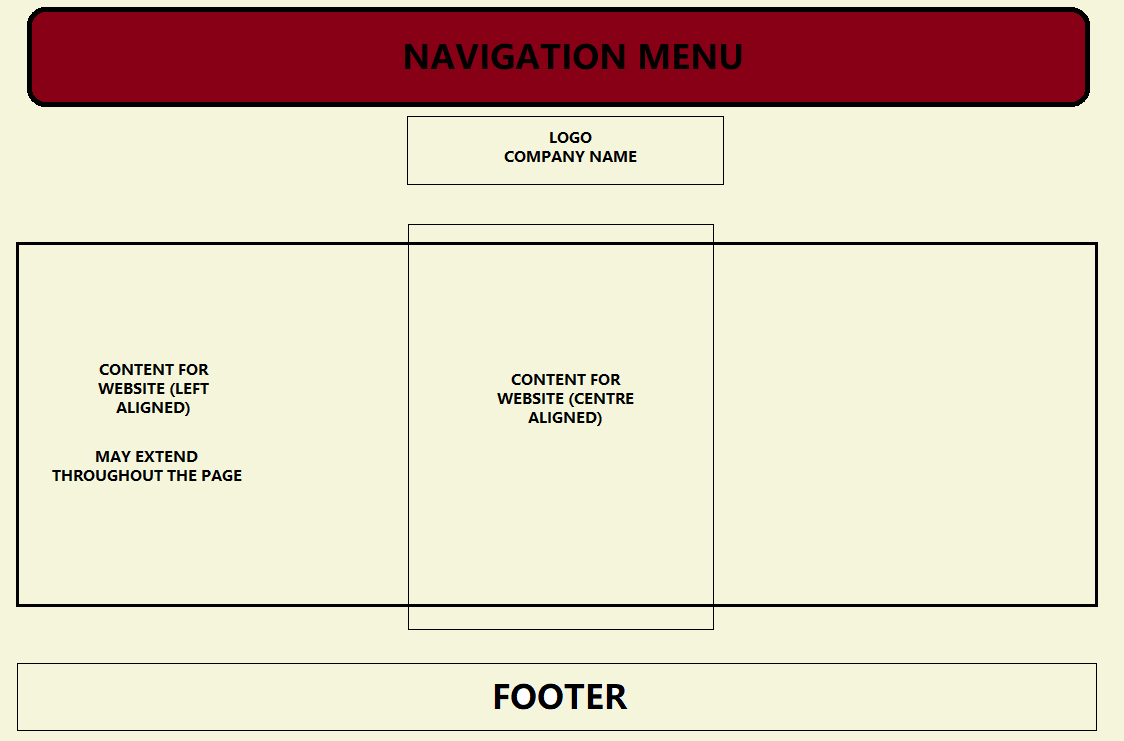 NAVIGATION MENU
LOGO
COMPANY NAME
CONTENT FOR
WEBSITE (LEFT
ALIGNED)
MAY EXTEND
THROUGHOUT THE PAGE
CONTENT FOR
WEBSITE (CENTRE
ALIGNED)
FOOTER